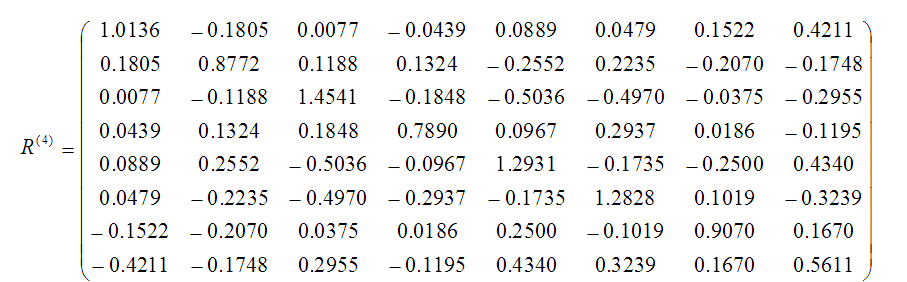 1.0136 − 0.1805 0.0077 − 0.0439 0.0889 0.0479 0.1522 0.4211
0.1805 0.8772 0.1188 0.1324 − 0.2552 0.2235 − 0.2070 − 0.1748
0.0077 − 0.1188 1.4541 − 0.1848 − 0.5036 − 0.4970 − 0.0375 − 0.2955
R(4) = 0.0439 0.1324 0.1848 0.7890 0.0967 0.2937 0.0186 − 0.1195
0.0889 0.2552 − 0.5036 − 0.0967 1.2931 − 0.1735 − 0.2500 0.4340
0.0479 − 0.2235 − 0.4970 − 0.2937 − 0.1735 1.2828 0.1019 − 0.3239
− 0.1522 − 0.2070 0.0375 0.0186 0.2500 − 0.1019 0.9070 0.1670
− 0.4211 − 0.1748 0.2955 − 0.1195 0.4340 0.3239 0.1670 0.5611